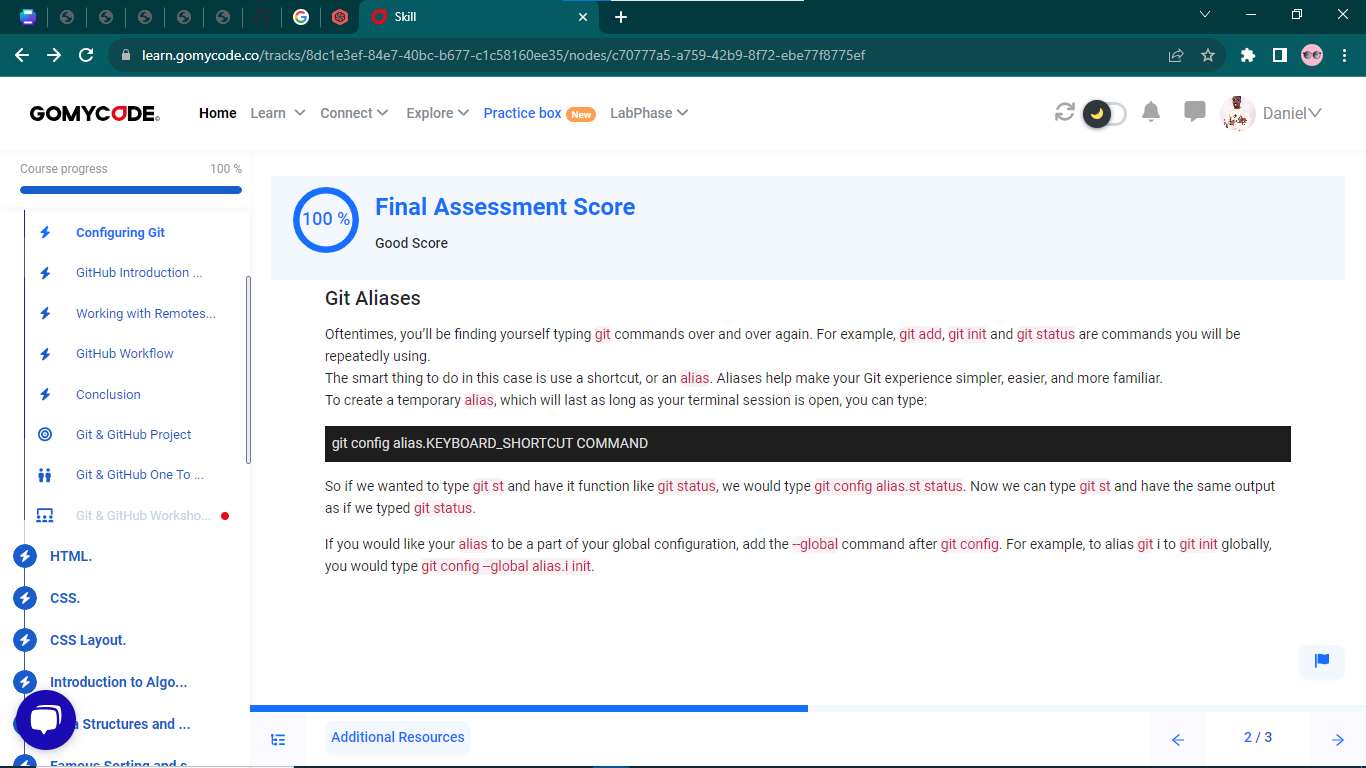 Skill
learn.gomycode.co/tracks/8dc1e3ef-84e7-40bc-b677-c1c58160ee35/nodes/c70777a5-a759-42b9-8f72-ebe77f8775ef
GOMYCODE
Home Learn Connect Explore Practice box New LabPhase Daniel
Course progress 100 %
Configuring Git
GitHub Introduction ...
Working with Remotes...
GitHub Workflow
Conclusion
Git & GitHub Project
Git & GitHub One To ...
Git & GitHub Worksho...
HTML.
CSS.
CSS Layout.
Introduction to Algo...
a Structures and ...
Famous Sorting and s...
100 %
Final Assessment Score
Good Score
Git Aliases
Oftentimes, you’ll be finding yourself typing git commands over and over again. For example, git add, git init and git status are commands you will be
repeatedly using.
The smart thing to do in this case is use a shortcut, or an alias. Aliases help make your Git experience simpler, easier, and more familiar.
To create a temporary alias, which will last as long as your terminal session is open, you can type:
git config alias.KEYBOARD_SHORTCUT COMMAND
So if we wanted to type git st and have it function like git status, we would type git config alias.st status. Now we can type git st and have the same output
as if we typed git status.
If you would like your alias to be a part of your global configuration, add the --global command after git config. For example, to alias git i to git init globally,
you would type git config --global alias.i init.
Additional Resources
2 / 3